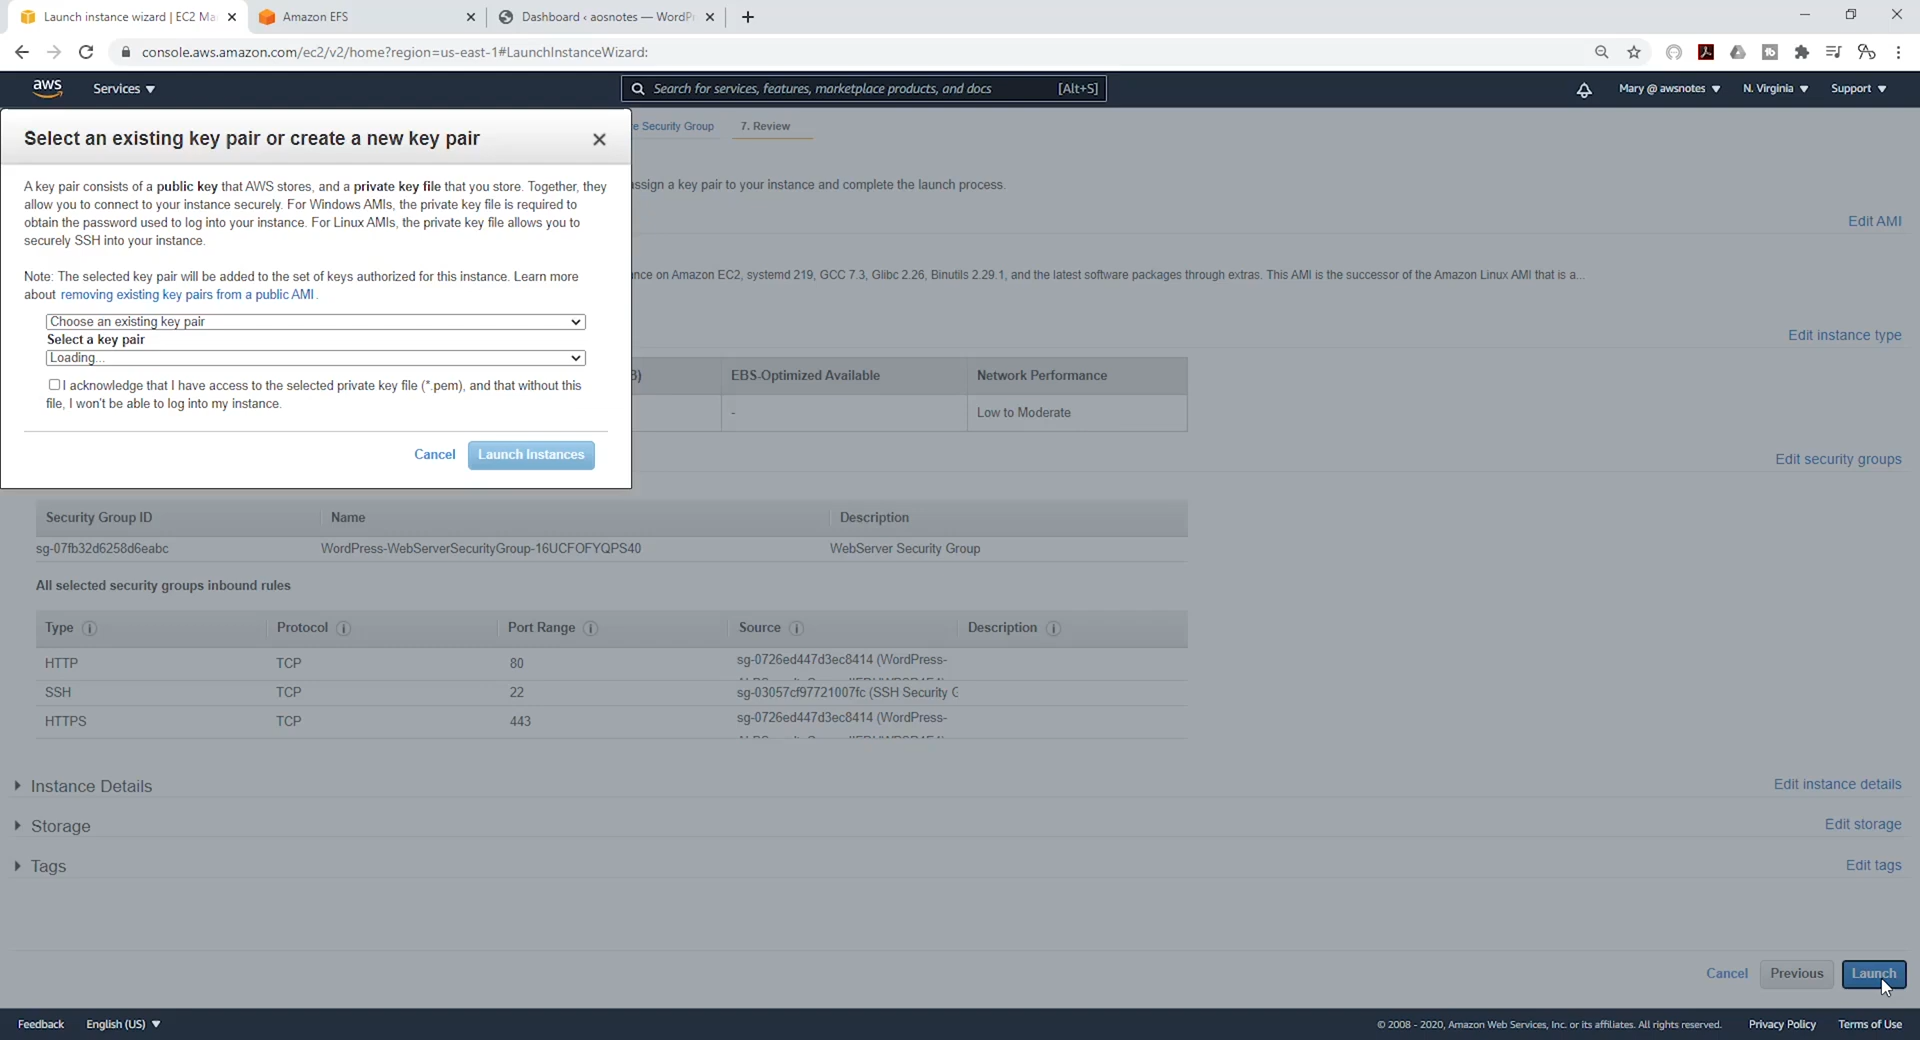 Launch instance wizard | EC2 Ma
Amazon EFS
Dashboard ‹ aosnotes — WordPr
console.aws.amazon.com/ec2/v2/home?region=us-east-1#LaunchInstanceWizard:
aws
Services
Search for services, features, marketplace products, and docs
[Alt+S]
Mary @ awsnotes
N. Virginia
Support
Select an existing key pair or create a new key pair
e Security Group
7. Review
A key pair consists of a public key that AWS stores, and a private key file that you store. Together, they
allow you to connect to your instance securely. For Windows AMIs, the private key file is required to
obtain the password used to log into your instance. For Linux AMIs, the private key file allows you to
securely SSH into your instance.
ssign a key pair to your instance and complete the launch process.
Edit AMI
Note: The selected key pair will be added to the set of keys authorized for this instance. Learn more
about removing existing key pairs from a public AMI .
nce on Amazon EC2, systemd 219, GCC 7.3, Glibc 2.26, Binutils 2.29.1, and the latest software packages through extras. This AMI is the successor of the Amazon Linux AMI that is a...
Choose an existing key pair
Select a key pair
Loading...
Edit instance type
I acknowledge that I have access to the selected private key file (*.pem), and that without this
file, I won't be able to log into my instance.
EBS-Optimized Available
Network Performance
-
Low to Moderate
Cancel
Launch Instances
Edit security groups
Security Group ID
Name
Description
sg-07fb32d6258d6eabc
WordPress-WebServerSecurityGroup-16UCFOFYQPS40
WebServer Security Group
All selected security groups inbound rules
Type
Protocol
Port Range
Source
Description
HTTP
TCP
80
sg-0726ed447d3ec8414 (WordPress-
SSH
TCP
22
sg-03057cf97721007fc (SSH Security G
HTTPS
TCP
443
sg-0726ed447d3ec8414 (WordPress-
Instance Details
Edit instance details
Storage
Edit storage
Tags
Edit tags
Cancel
Previous
Launch
Feedback
English (US)
© 2008 - 2020, Amazon Web Services, Inc. or its affiliates. All rights reserved.
Privacy Policy
Terms of Use